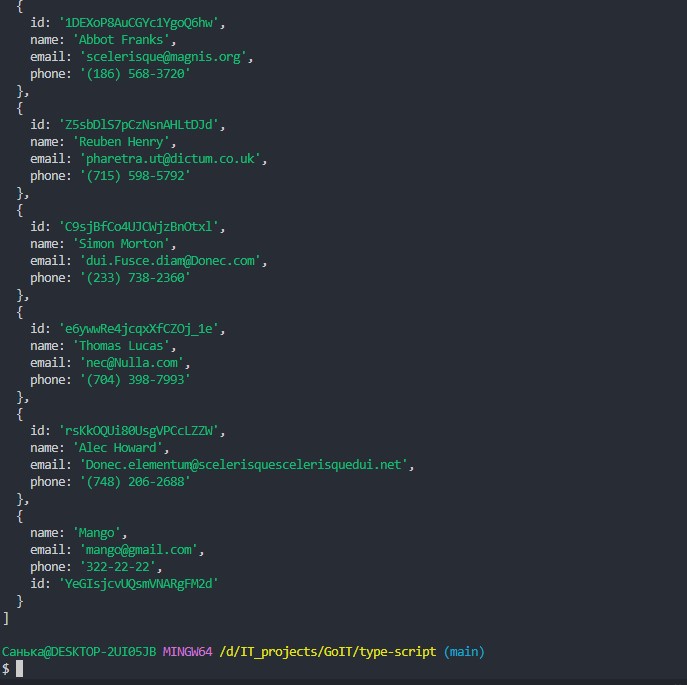 {
id: '1DEXoP8AuCGYc1YgoQ6hw',
name: 'Abbot Franks',
email: 'scelerisque@magnis.org',
phone: '(186) 568-3720'
},
{
id: 'Z5sbDlS7pCzNsnAHLtDJd',
name: 'Reuben Henry',
email: 'pharetra.ut@dictum.co.uk',
phone: '(715) 598-5792'
},
{
id: 'C9sjBfCo4UJCWjzBnOtxl',
name: 'Simon Morton',
email: 'dui.Fusce.diam@Donec.com',
phone: '(233) 738-2360'
},
{
id: 'e6ywwRe4jcqxXfCZOj_1e',
name: 'Thomas Lucas',
email: 'nec@Nulla.com',
phone: '(704) 398-7993'
},
{
id: 'rsKkOQUi80UsgVPCcLZZW',
name: 'Alec Howard',
email: 'Donec.elementum@scelerisquescelerisquedui.net',
phone: '(748) 206-2688'
},
{
name: 'Mango',
email: 'mango@gmail.com',
phone: '322-22-22',
id: 'YeGIsjcvUQsmVNARgFM2d'
}
]
Санька@DESKTOP-2UI05JB MINGW64 /d/IT_projects/GoIT/type-script (main)
$